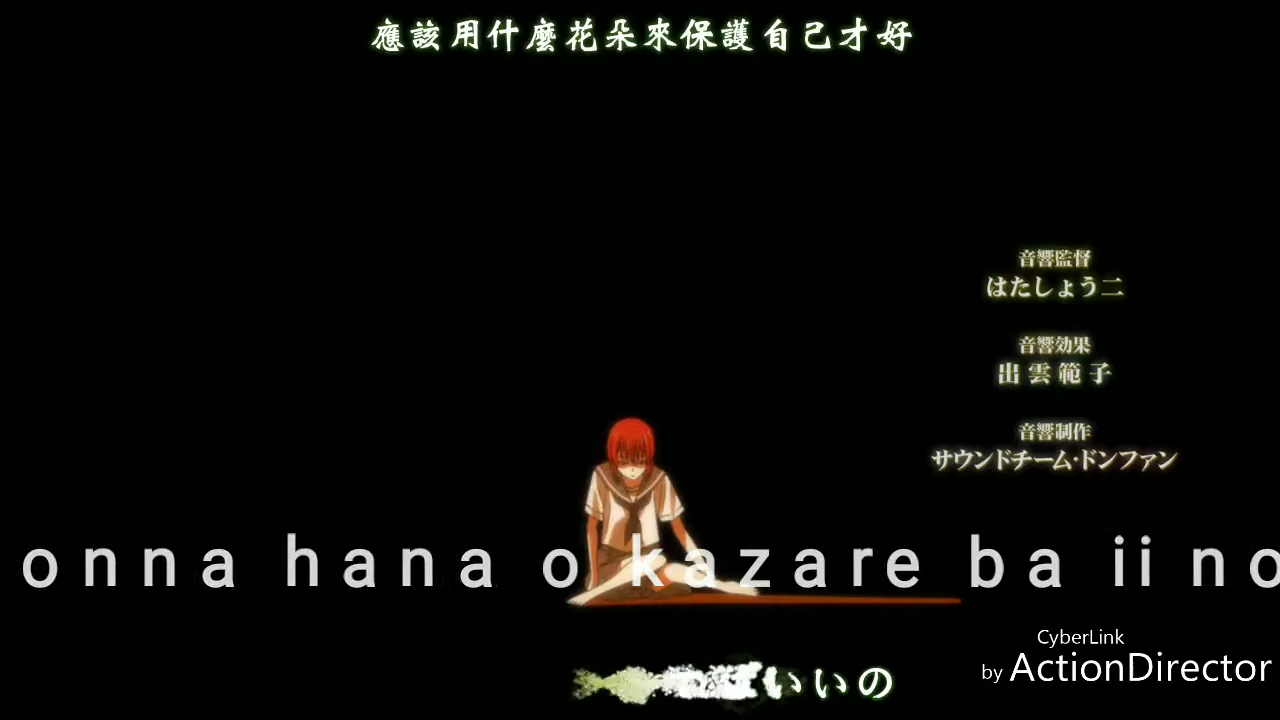 應該用什麼花朵來保護自己才好
音響監督
はたしょう二
音響効果
出雲範子
音響制作
サウンドチーム・ドンファン
onna hana o kazare ba ii no
ばいいの
CyberLink
by ActionDirector